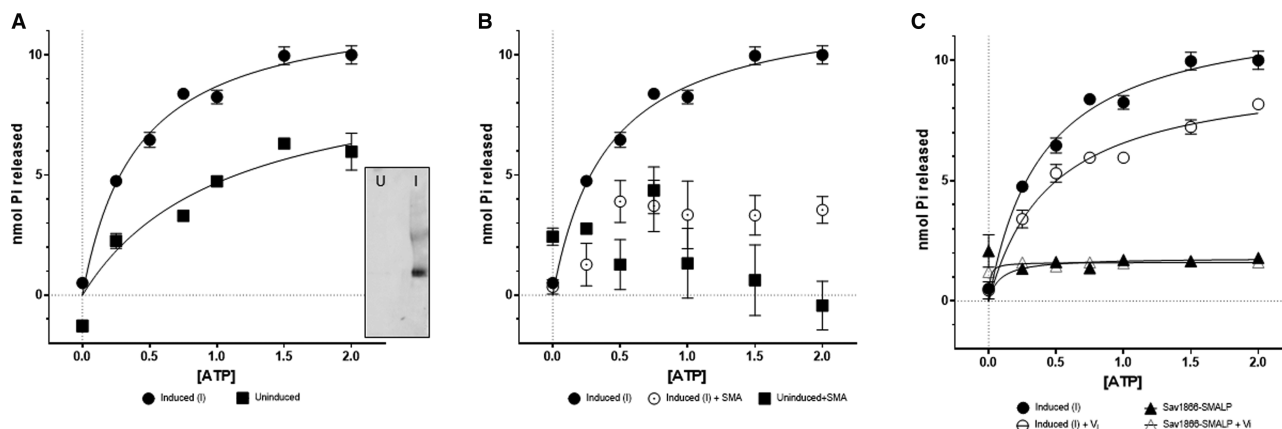 A
nmol Pi released
10
5
0
0.0 0.5 1.0 1.5 2.0
[ATP]
U I
Induced (I) Uninduced
B
nmol Pi released
10
5
0
0.0 0.5 1.0 1.5 2.0
[ATP]
Induced (I) Induced (I) + SMA Uninduced+SMA
C
nmol Pi released
10
5
0
0.0 0.5 1.0 1.5 2.0
[ATP]
Induced (I) Sav1866-SMALP
Induced (I) + Vi Sav1866-SMALP + Vi